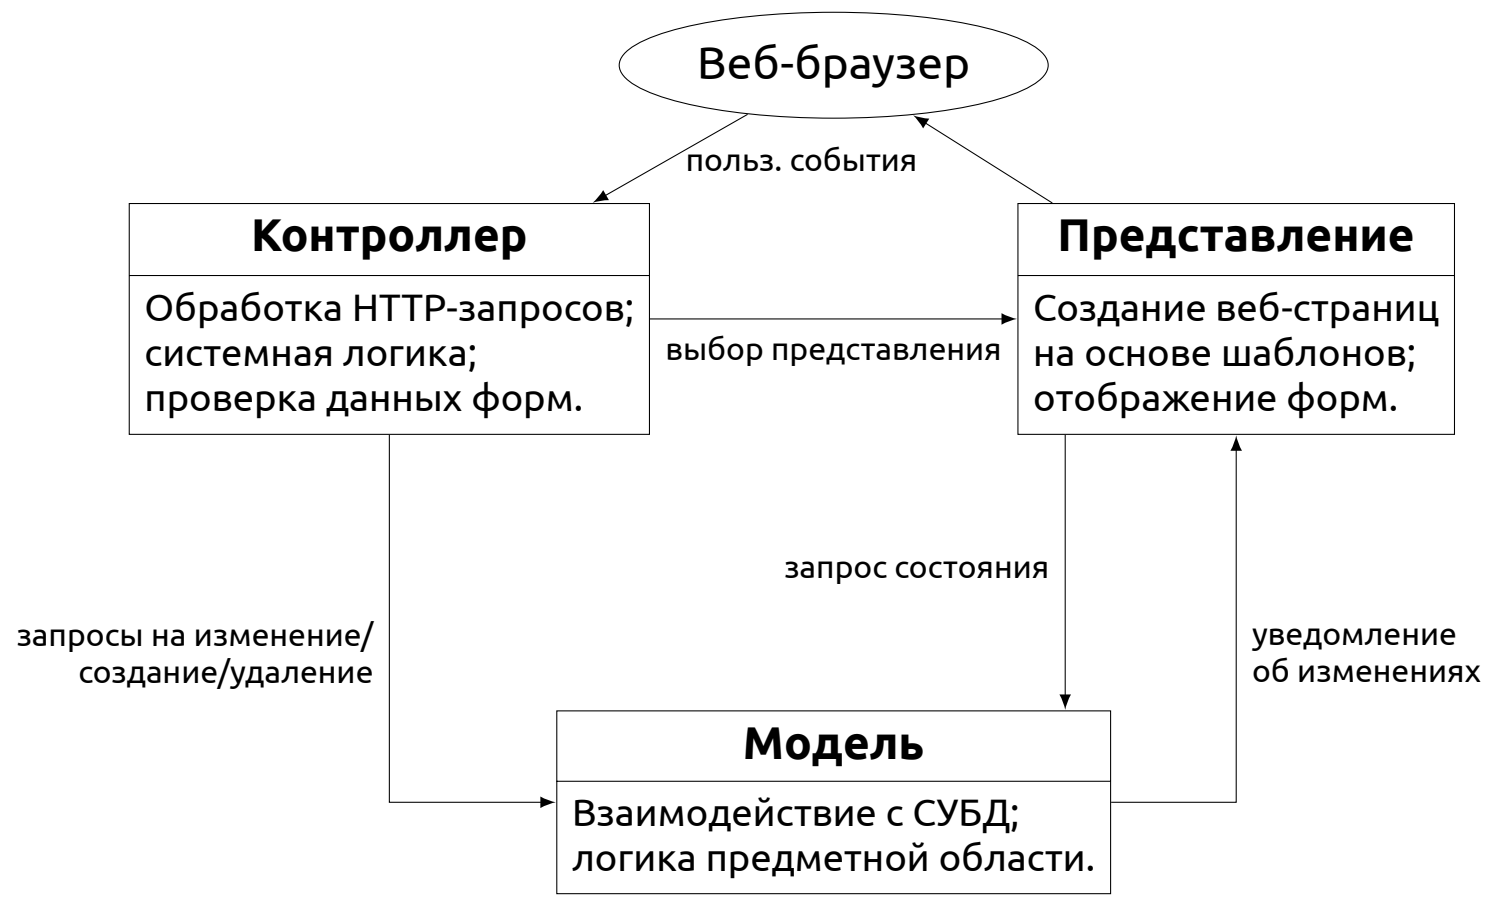 Веб-браузер
польз. события
Контроллер
Обработка HTTP-запросов;
системная логика;
проверка данных форм.
выбор представления
Представление
Создание веб-страниц
на основе шаблонов;
отображение форм.
запрос состояния
запросы на изменение/
создание/удаление
уведомление
об изменениях
Модель
Взаимодействие с СУБД;
логика предметной области.